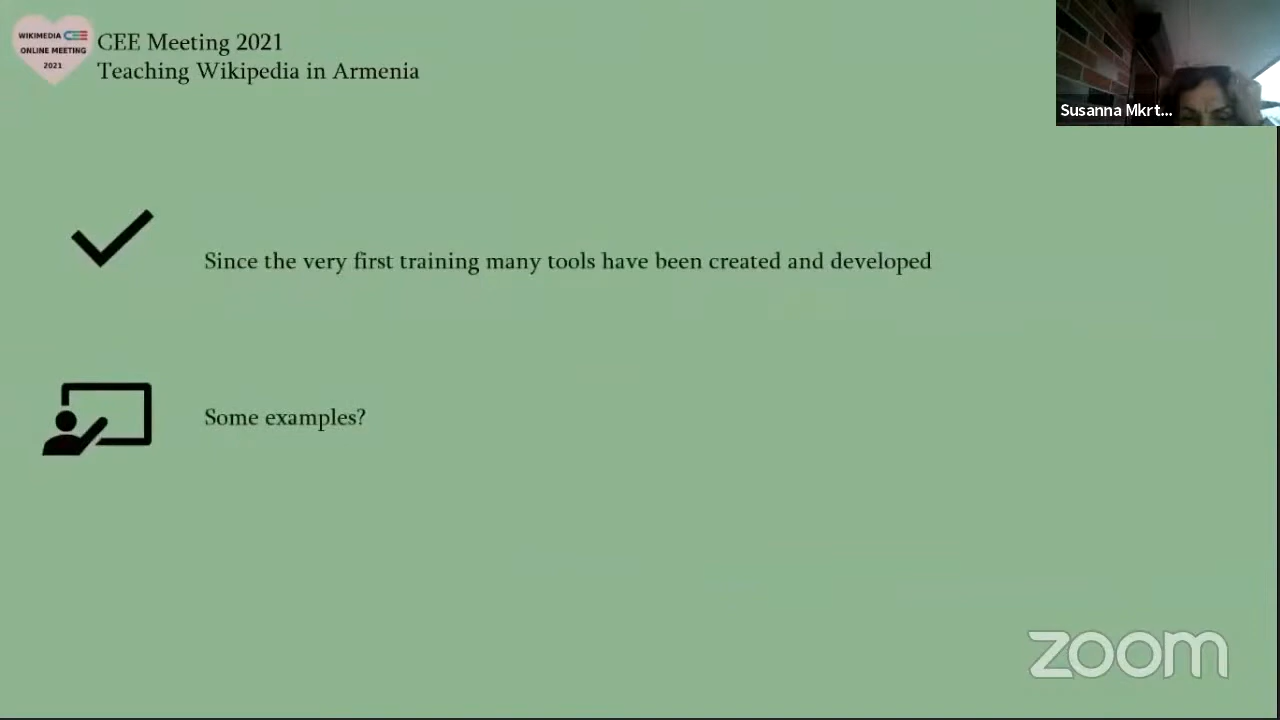 WIKIMEDIA CEE
ONLINE MEETING
2021
CEE Meeting 2021
Teaching Wikipedia in Armenia
Susanna Mkrt...
Since the very first training many tools have been created and developed
Some examples?
zoom